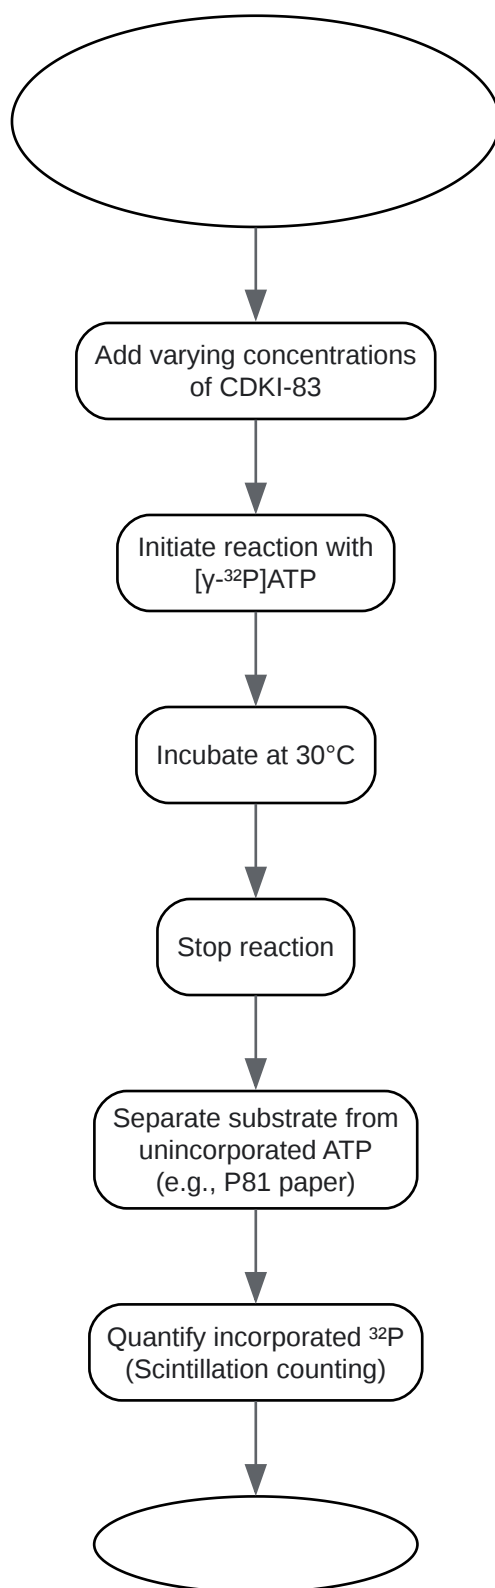 Add varying concentrations
of CDKI-83
Initiate reaction with
[γ-³²P]ATP
Incubate at 30°C
Stop reaction
Separate substrate from
unincorporated ATP
(e.g., P81 paper)
Quantify incorporated ³²P
(Scintillation counting)